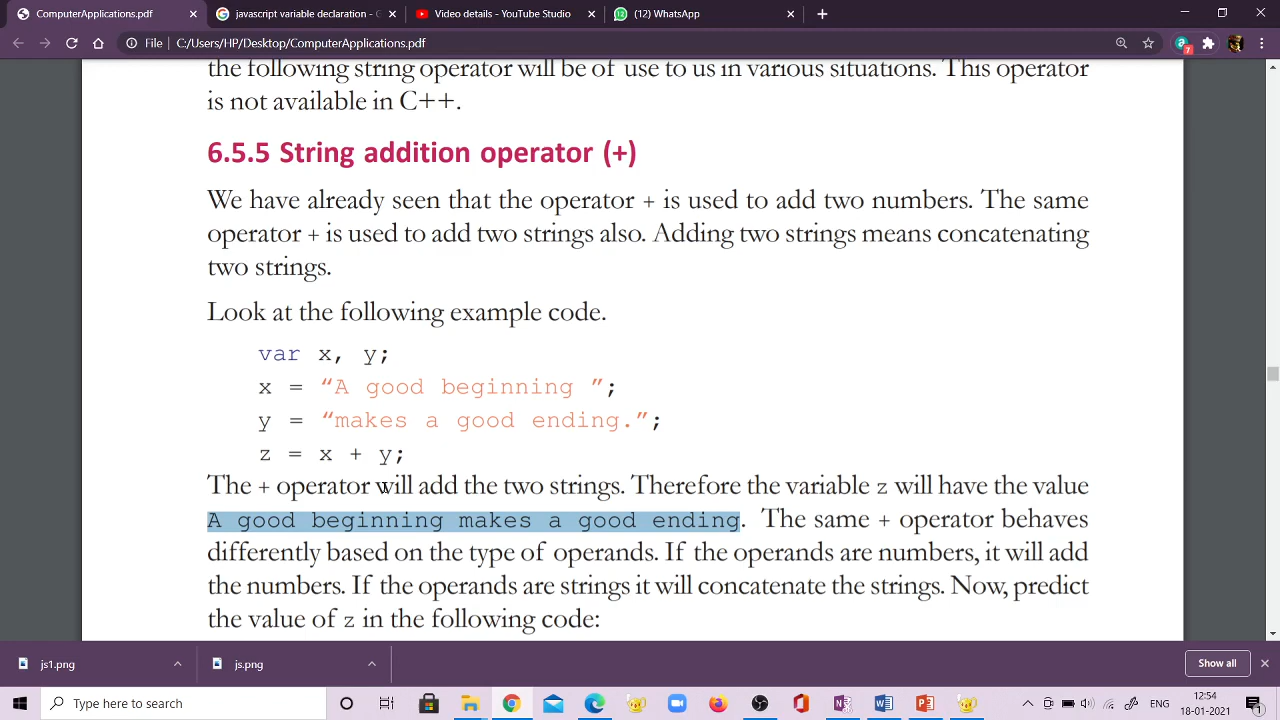 ComputerApplications.pdf
javascript variable declaration - G
Video details - YouTube Studio
(12) WhatsApp
File
C:/Users/HP/Desktop/ComputerApplications.pdf
7
the following string operator will be of use to us in various situations. This operator
is not available in C++.
6.5.5 String addition operator (+)
We have already seen that the operator + is used to add two numbers. The same
operator + is used to add two strings also. Adding two strings means concatenating
two strings.
Look at the following example code.
var x, y;
x = “A good beginning ”;
y = “makes a good ending.”;
z = x + y;
The + operator will add the two strings. Therefore the variable z will have the value
A good beginning makes a good ending. The same + operator behaves
differently based on the type of operands. If the operands are numbers, it will add
the numbers. If the operands are strings it will concatenate the strings. Now, predict
the value of z in the following code:
js1.png
js.png
Show all
Type here to search
ENG
12:54
18-01-2021
1